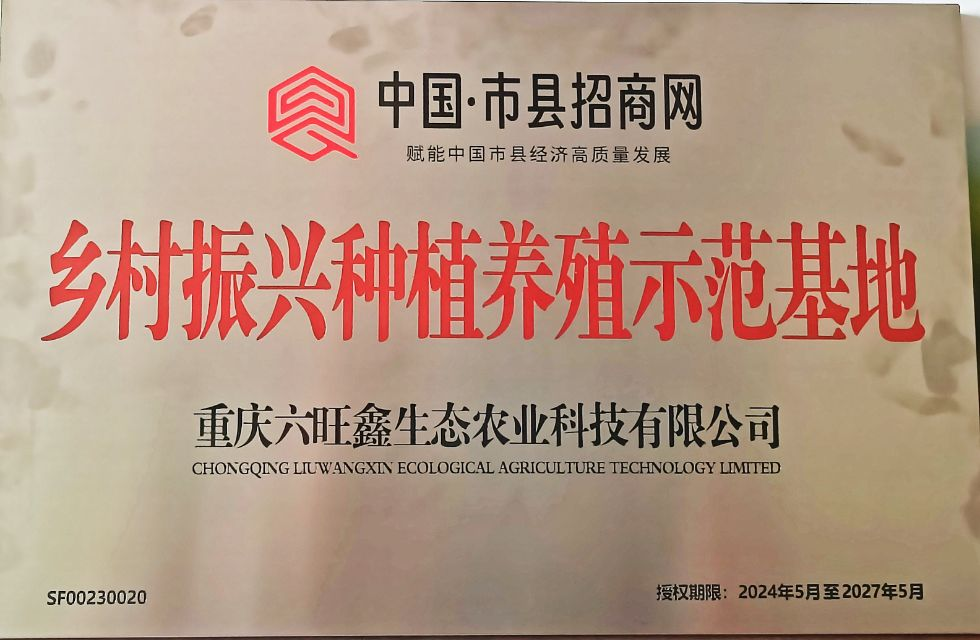 中国·市县招商网
赋能中国市县经济高质量发展
乡村振兴种植养殖示范基地
重庆六旺鑫生态农业科技有限公司
CHONGQING LIUWANGXIN ECOLOGICAL AGRICULTURE TECHNOLOGY LIMITED
SF00230020
授权期限：2024年5月至2027年5月